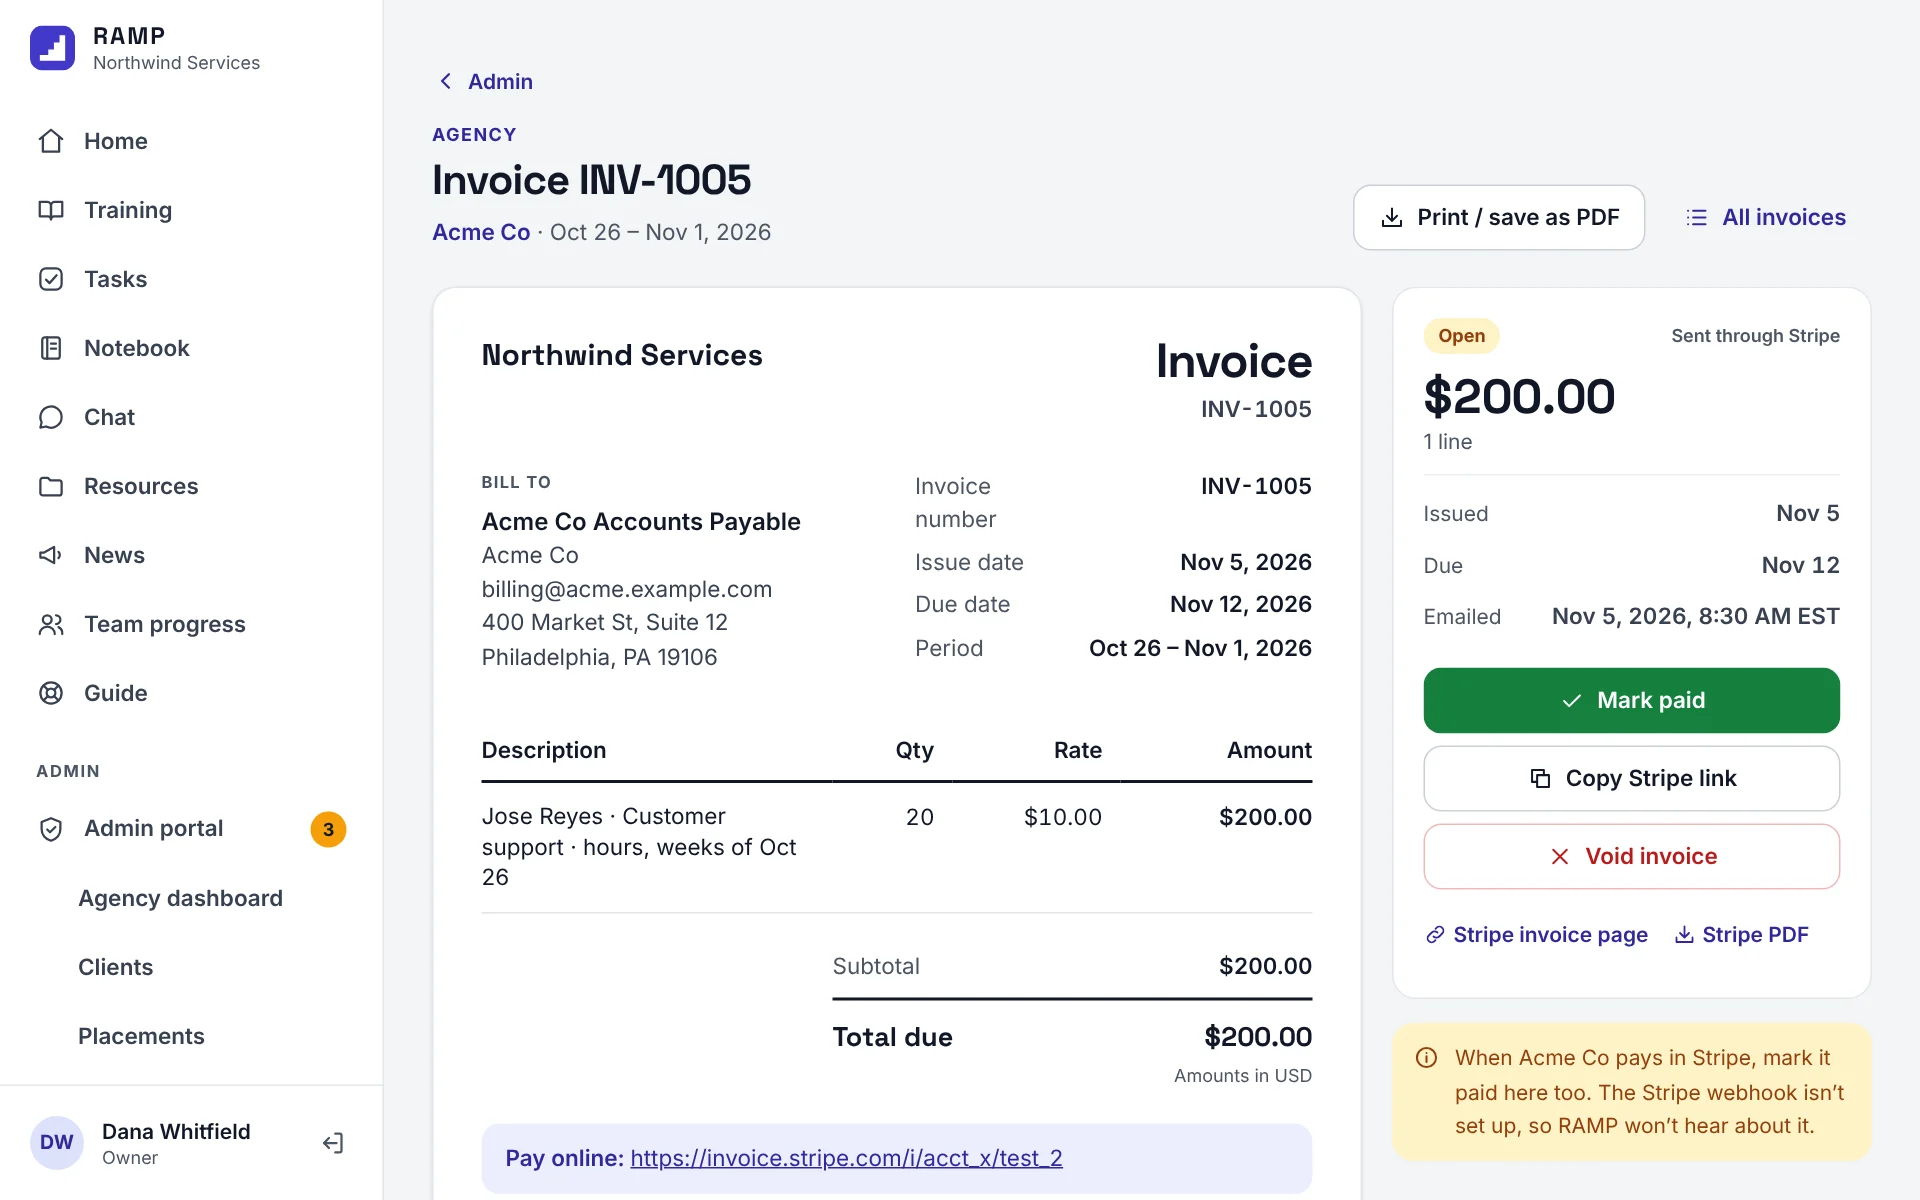 RAMP
Northwind Services
Home
Training
Tasks
Notebook
Chat
Resources
News
Team progress
Guide
ADMIN
Admin portal 3
Agency dashboard
Clients
Placements
DW
Dana Whitfield
Owner
Admin
AGENCY
Invoice INV-1005
Acme Co · Oct 26 – Nov 1, 2026
Print / save as PDF
All invoices
Northwind Services
Invoice
INV-1005
BILL TO
Acme Co Accounts Payable
Acme Co
billing@acme.example.com
400 Market St, Suite 12
Philadelphia, PA 19106
Invoice number INV-1005
Issue date Nov 5, 2026
Due date Nov 12, 2026
Period Oct 26 – Nov 1, 2026
Description Qty Rate Amount
Jose Reyes · Customer 20 $10.00 $200.00
support · hours, weeks of Oct
26
Subtotal $200.00
Total due $200.00
Amounts in USD
Pay online: https://invoice.stripe.com/i/acct_x/test_2
Open Sent through Stripe
$200.00
1 line
Issued Nov 5
Due Nov 12
Emailed Nov 5, 2026, 8:30 AM EST
Mark paid
Copy Stripe link
Void invoice
Stripe invoice page Stripe PDF
When Acme Co pays in Stripe, mark it
paid here too. The Stripe webhook isn’t
set up, so RAMP won’t hear about it.